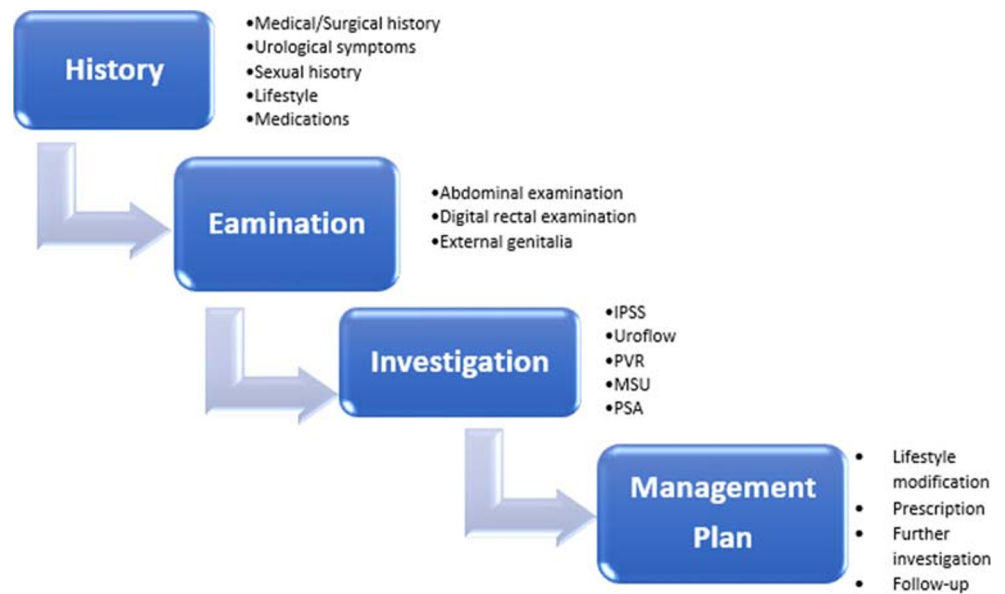 History
•Medical/Surgical history
•Urological symptoms
•Sexual hisotry
•Lifestyle
•Medications
Eamination
•Abdominal examination
•Digital rectal examination
•External genitalia
Investigation
•IPSS
•Uroflow
•PVR
•MSU
•PSA
Management
Plan
• Lifestyle
modification
• Prescription
• Further
investigation
• Follow-up